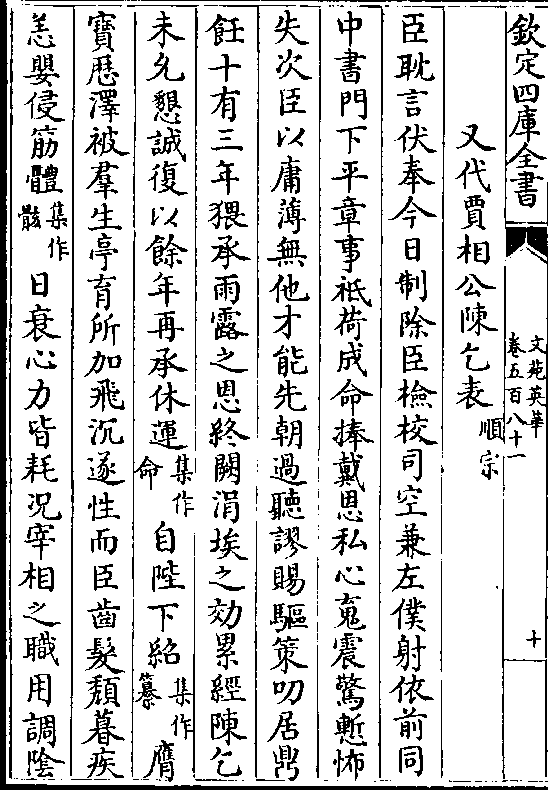 欽定四庫全書
文苑英華
卷五百八十一
十
又代賈相公陳乞表順宗
臣耽言伏奉今日制除臣檢校司空兼左僕射依前同
中書門下平章事祗荷成命捧戴恩私心䰟震驚慙怖
失次臣以庸薄無他才能先朝過聽謬賜驅策叨居鼎
飪十有三年猥承雨露之恩終闕涓埃之効累經陳乞
未允懇誠復以餘年再承休運集作命自陛下紹集作纂膺
寶厯澤被羣生亭育所加飛沉遂性而臣齒髮頽暮疾
恙嬰侵筋體集作骸日衰心力皆耗况宰相之職用調陰